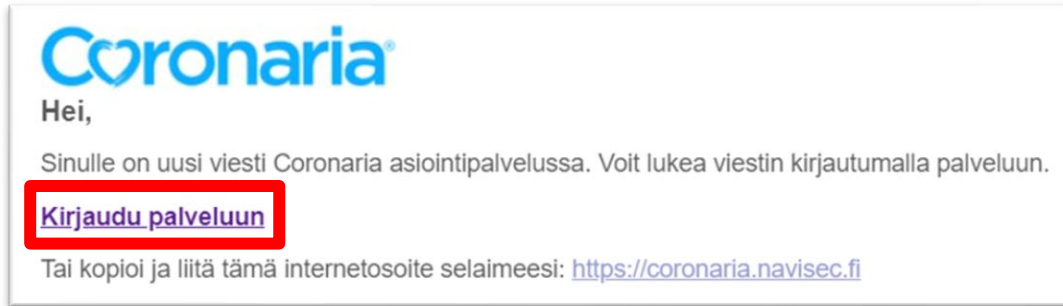 Coronaria®
Hei,
Sinulle on uusi viesti Coronaria asiointipalvelussa. Voit lukea viestin kirjautumalla palveluun.
Kirjaudu palveluun
Tai kopioi ja liitä tämä internetosoite selaimeesi: https://coronaria.navisec.fi